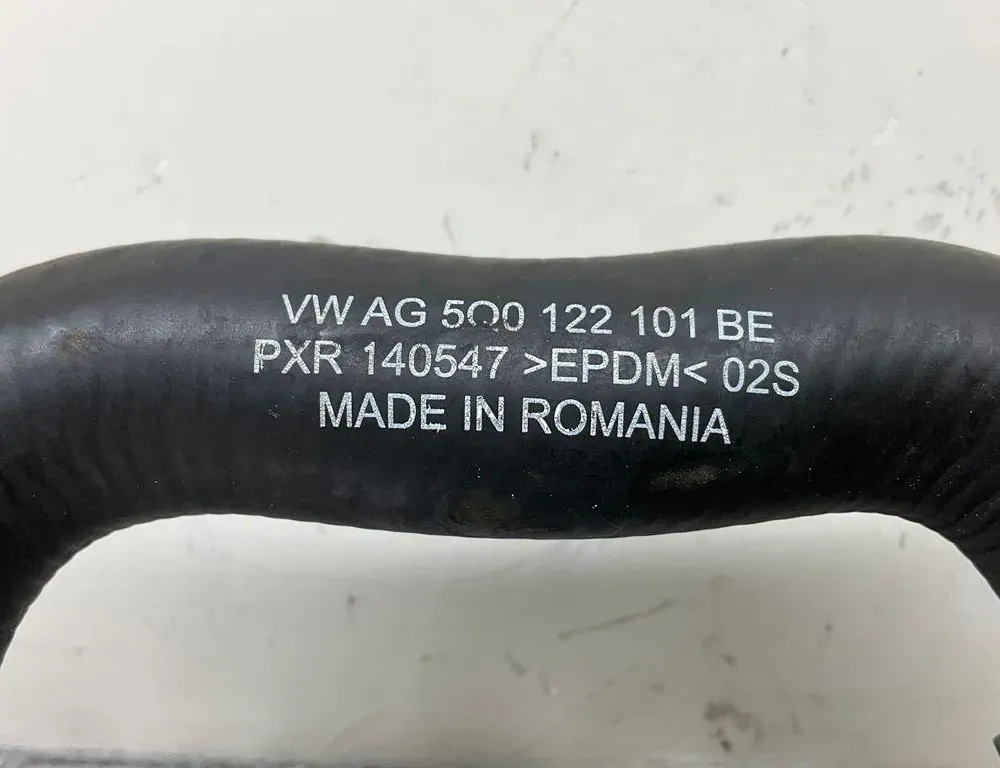 VW AG 5Q0 122 101 BE
PXR 140547 >EPDM< 02S
MADE IN ROMANIA